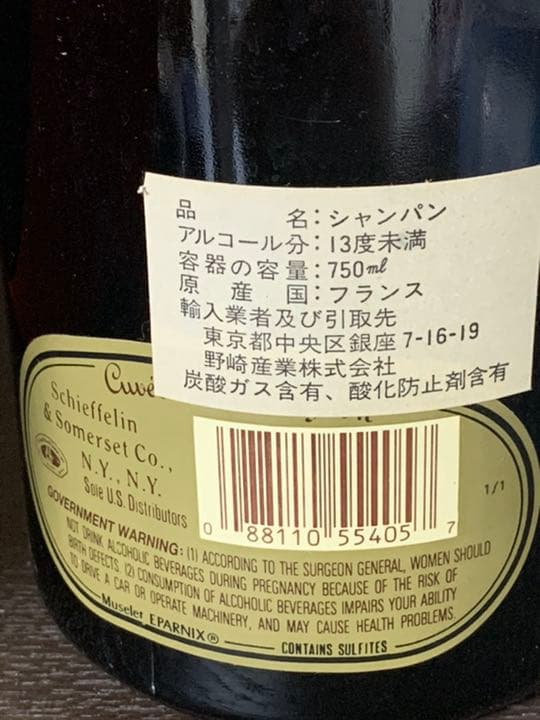 品 名：シャンパン
アルコール分：13度未満
容器の容量：750ml
原 産 国：フランス
輸入業者及び引取先
東京都中央区銀座7-16-19
野崎産業株式会社
炭酸ガス含有、酸化防止剤含有
Cuvé
Schieffelin
& Somerset Co.,
N.Y., N.Y.
Sole U.S. Distributors
1/1
0 88110 55405 7
GOVERNMENT WARNING: (1) ACCORDING TO THE SURGEON GENERAL, WOMEN SHOULD
NOT DRINK ALCOHOLIC BEVERAGES DURING PREGNANCY BECAUSE OF THE RISK OF
BIRTH DEFECTS (2) CONSUMPTION OF ALCOHOLIC BEVERAGES IMPAIRS YOUR ABILITY
TO DRIVE A CAR OR OPERATE MACHINERY, AND MAY CAUSE HEALTH PROBLEMS.
Muselet EPARNIX®
CONTAINS SULFITES